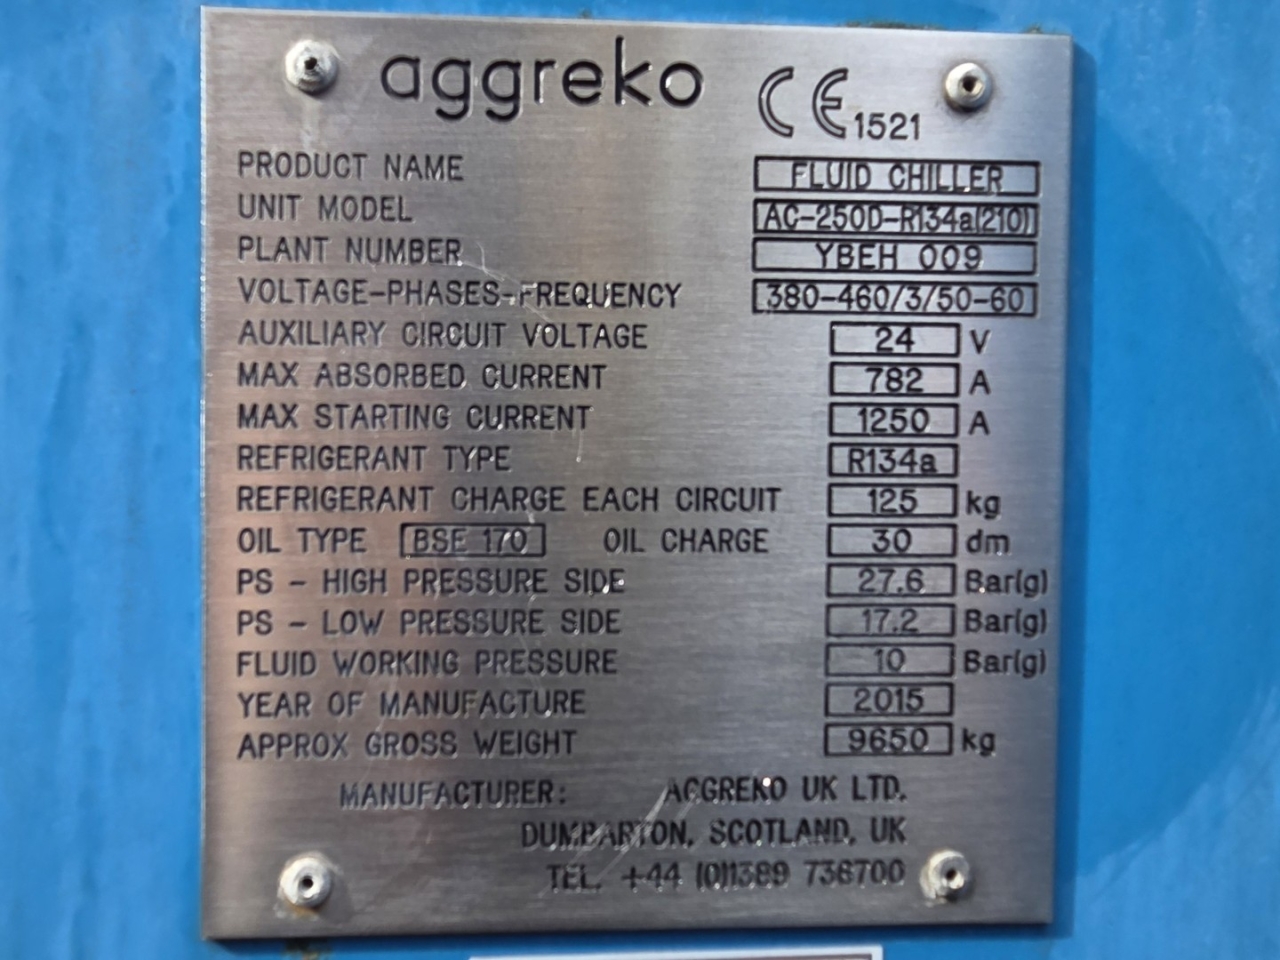 aggreko CE 1521
PRODUCT NAME FLUID CHILLER
UNIT MODEL AC-250D-R134a(210)
PLANT NUMBER YBEH 009
VOLTAGE-PHASES-FREQUENCY 380-460/3/50-60
AUXILIARY CIRCUIT VOLTAGE 24 V
MAX ABSORBED CURRENT 782 A
MAX STARTING CURRENT 1250 A
REFRIGERANT TYPE R134a
REFRIGERANT CHARGE EACH CIRCUIT 125 kg
OIL TYPE BSE 170 OIL CHARGE 30 dm
PS - HIGH PRESSURE SIDE 27.6 Bar(g)
PS - LOW PRESSURE SIDE 17.2 Bar(g)
FLUID WORKING PRESSURE 10 Bar(g)
YEAR OF MANUFACTURE 2015
APPROX GROSS WEIGHT 9650 kg
MANUFACTURER: AGGREKO UK LTD.
DUMBARTON, SCOTLAND, UK
TEL. +44 (0)1389 736700